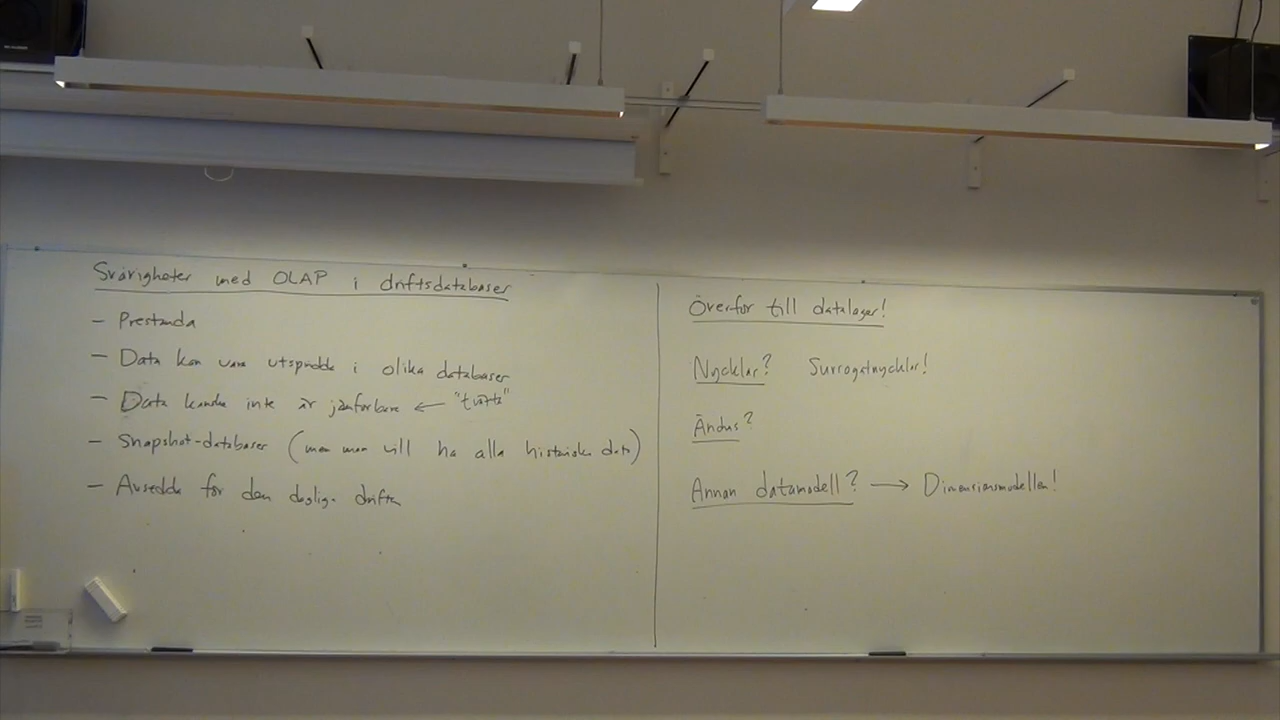 Svårigheter med OLAP i driftsdatabaser
- Prestanda
- Data kan vara utspridda i olika databaser
- Data kanske inte är jämförbara ← "tvätta"
- Snapshot-databaser (men man vill ha alla historiska data)
- Avsedda för den dagliga driften
Överför till datalager!
Nycklar? Surrogatnycklar!
Ändras?
Annan datamodell? → Dimensionsmodellen!